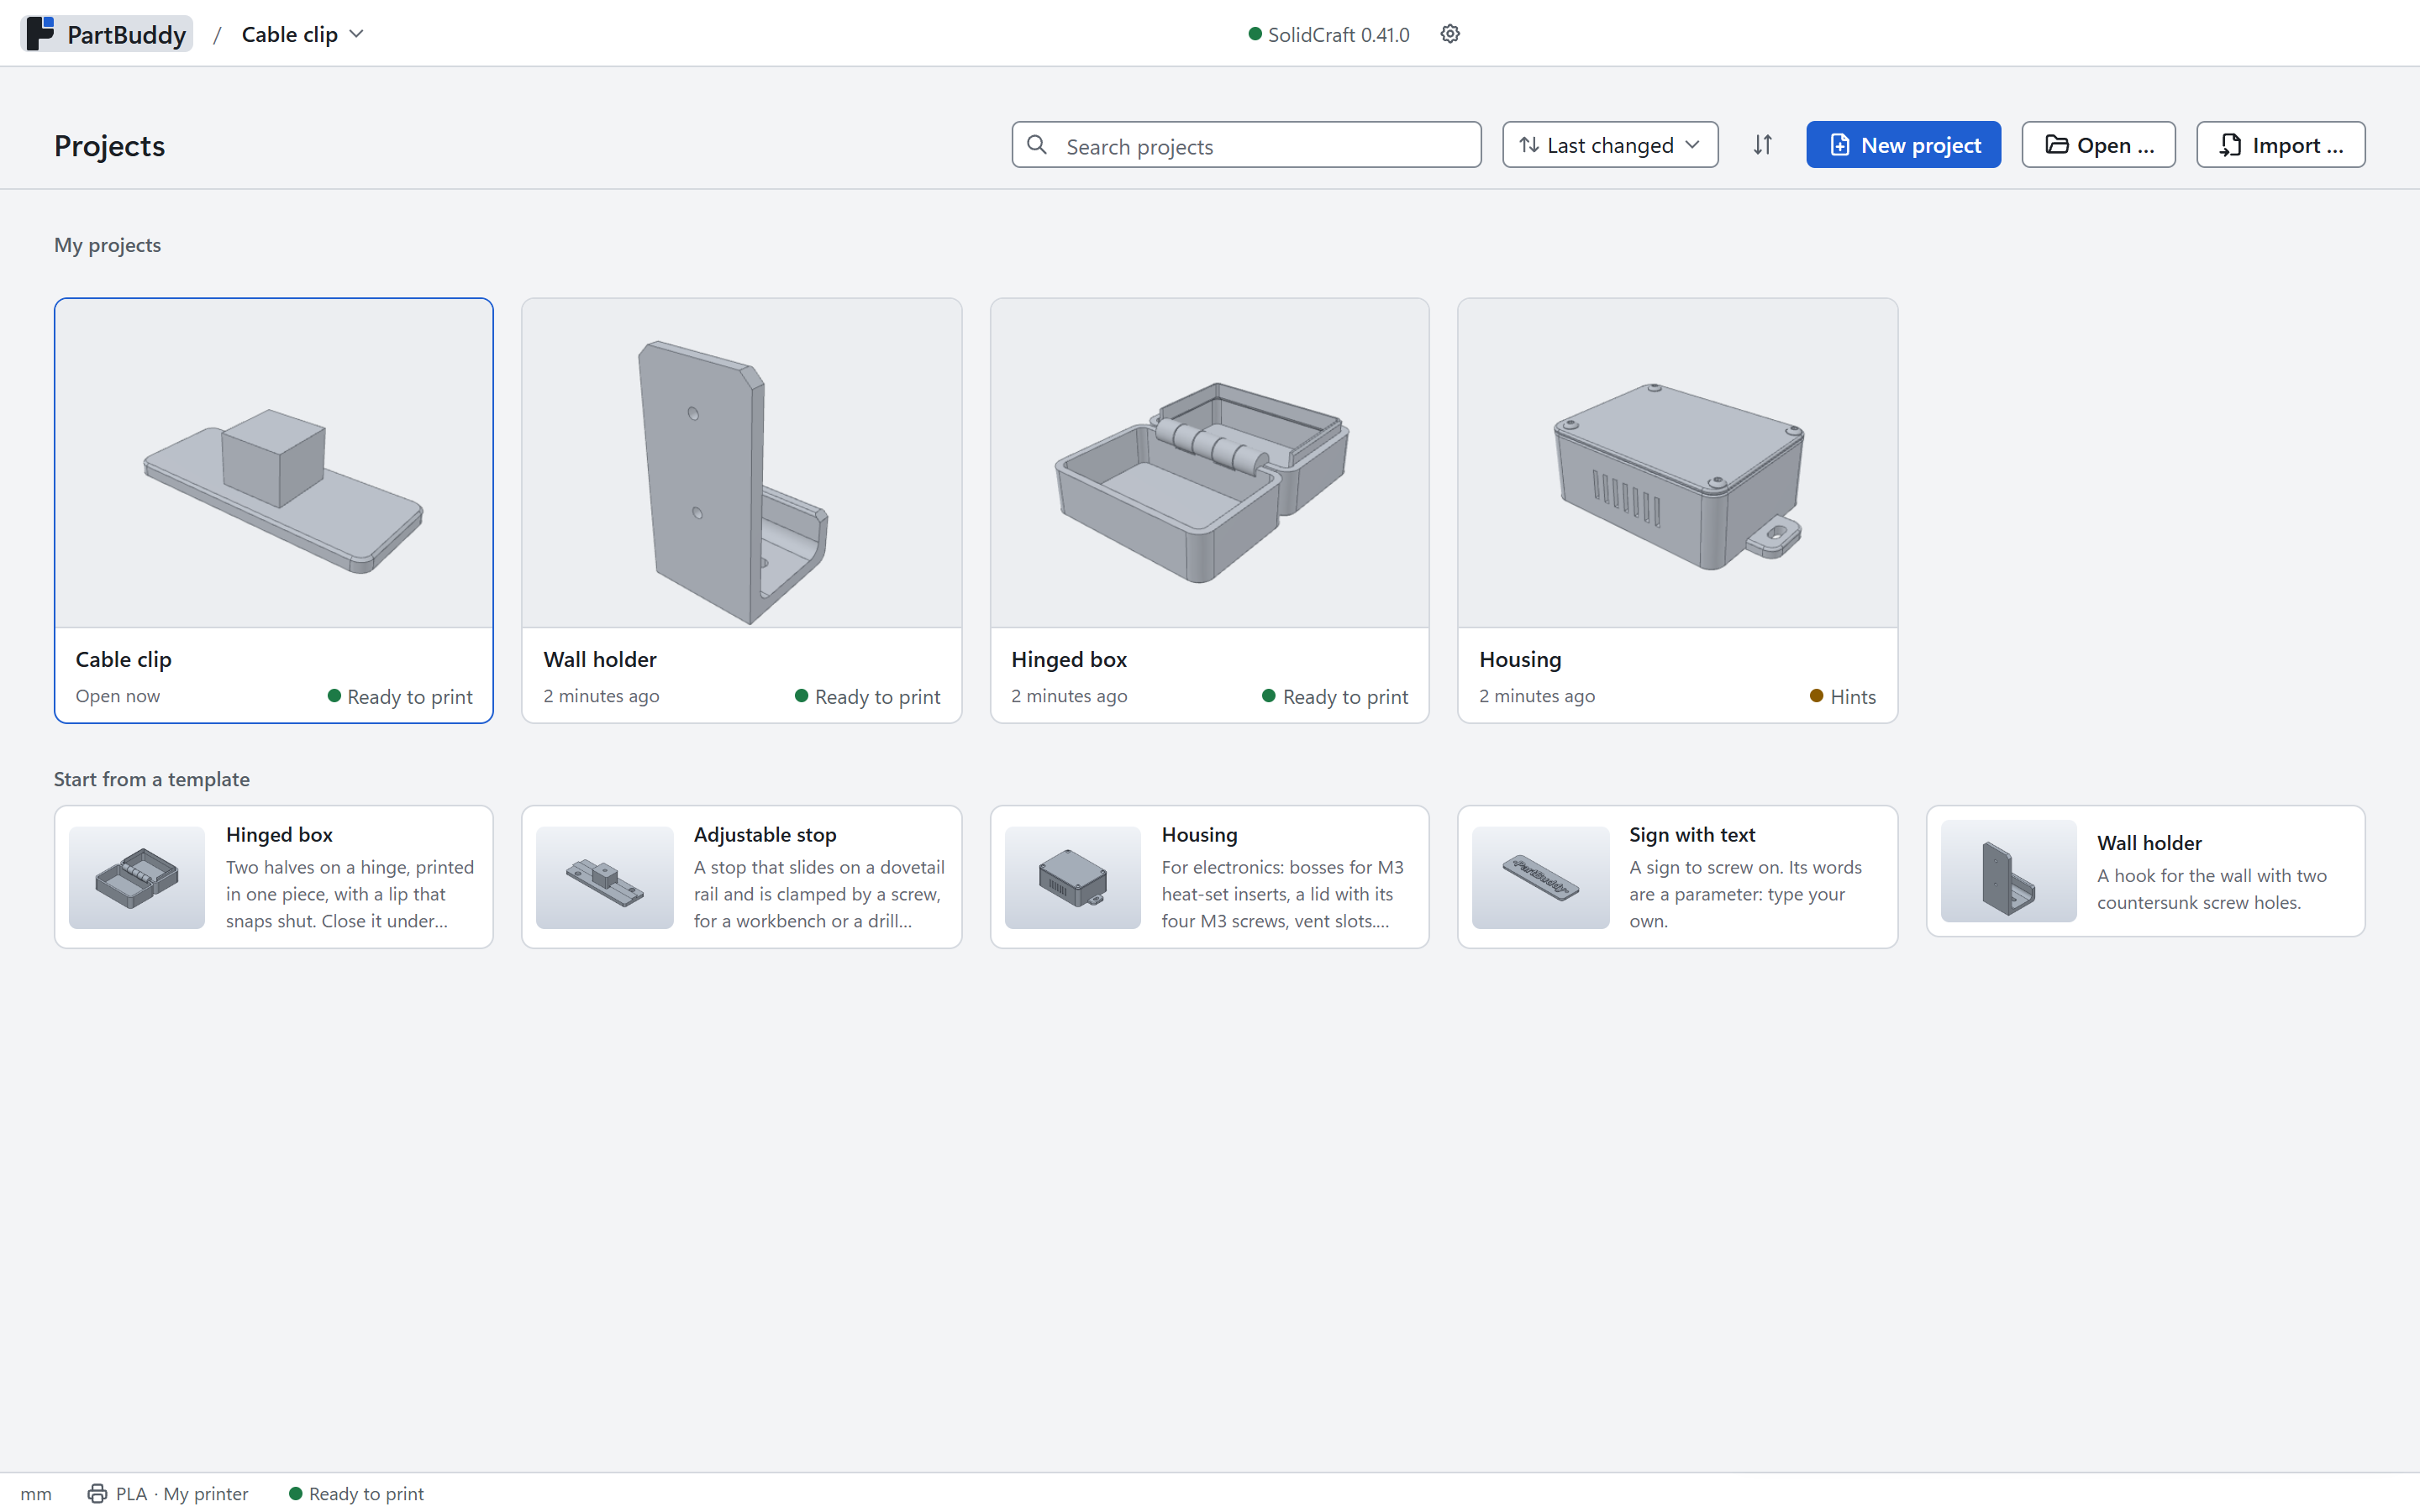 PartBuddy / Cable clip
SolidCraft 0.41.0
Projects
Search projects
Last changed
New project
Open ...
Import ...
My projects
Cable clip
Open now
Ready to print
Wall holder
2 minutes ago
Ready to print
Hinged box
2 minutes ago
Ready to print
Housing
2 minutes ago
Hints
Start from a template
Hinged box
Two halves on a hinge, printed
in one piece, with a lip that
snaps shut. Close it under...
Adjustable stop
A stop that slides on a dovetail
rail and is clamped by a screw,
for a workbench or a drill...
Housing
For electronics: bosses for M3
heat-set inserts, a lid with its
four M3 screws, vent slots....
PartBuddy
Sign with text
A sign to screw on. Its words
are a parameter: type your
own.
Wall holder
A hook for the wall with two
countersunk screw holes.
mm
PLA · My printer
Ready to print